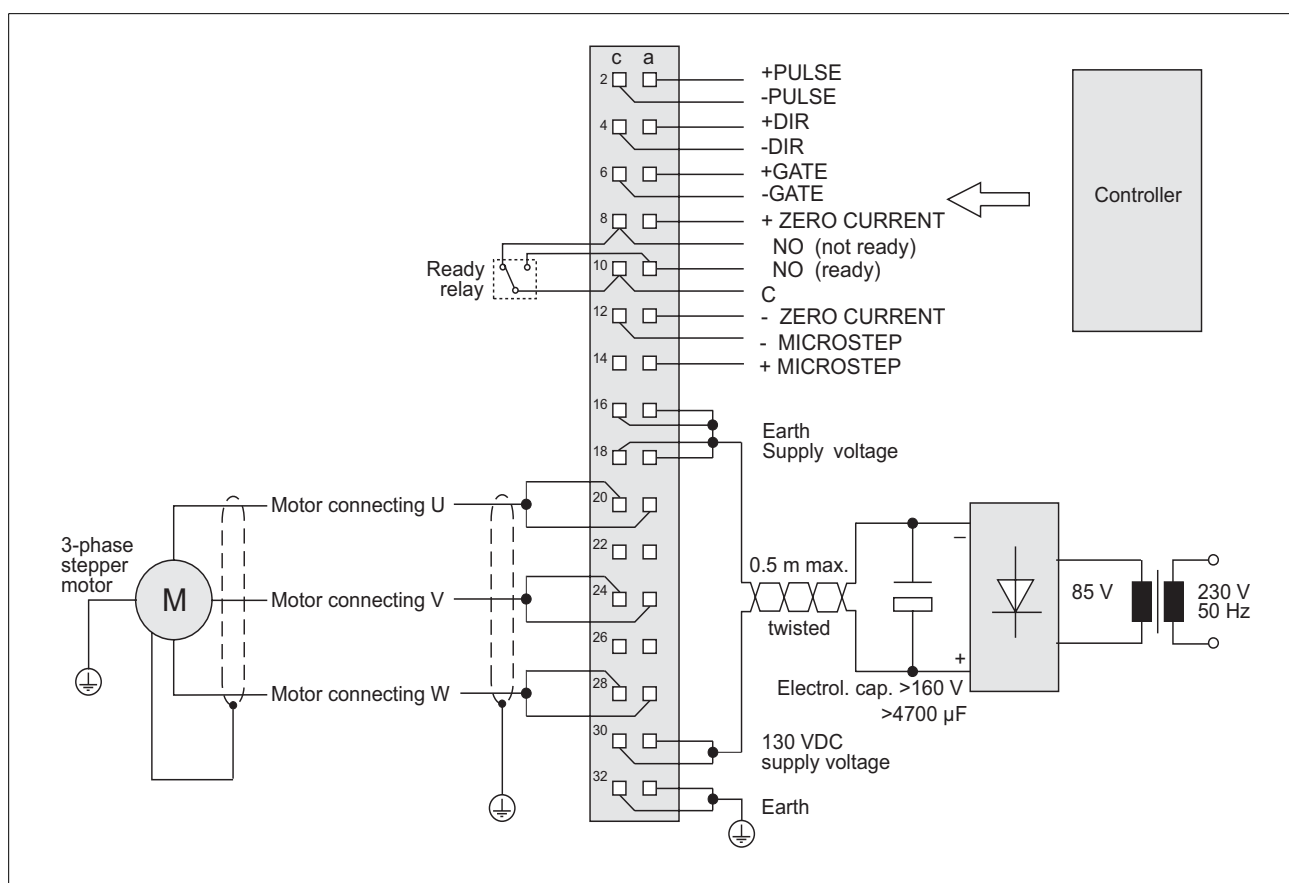 c a
2
+PULSE
-PULSE
4
+DIR
-DIR
6
+GATE
-GATE
8
+ ZERO CURRENT
NO (not ready)
10
NO (ready)
C
12
- ZERO CURRENT
- MICROSTEP
14
+ MICROSTEP
16
18
20
22
24
26
28
30
32
Controller
Ready
relay
Earth
Supply voltage
Motor connecting U
3-phase
stepper
motor
M
Motor connecting V
Motor connecting W
0.5 m max.
twisted
–
+
85 V
230 V
50 Hz
Electrol. cap. >160 V
>4700 µF
130 VDC
supply voltage
Earth